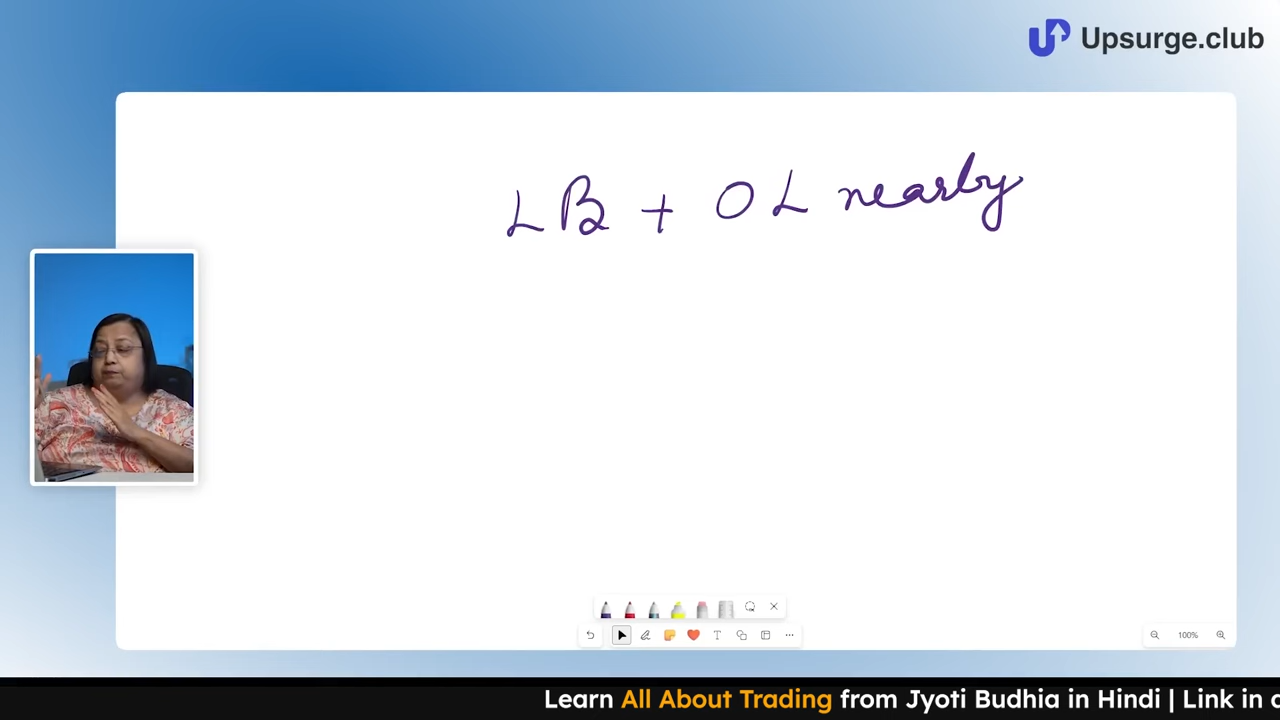 Upsurge.club
LB + OL nearby
100%
Learn All About Trading from Jyoti Budhia in Hindi | Link in